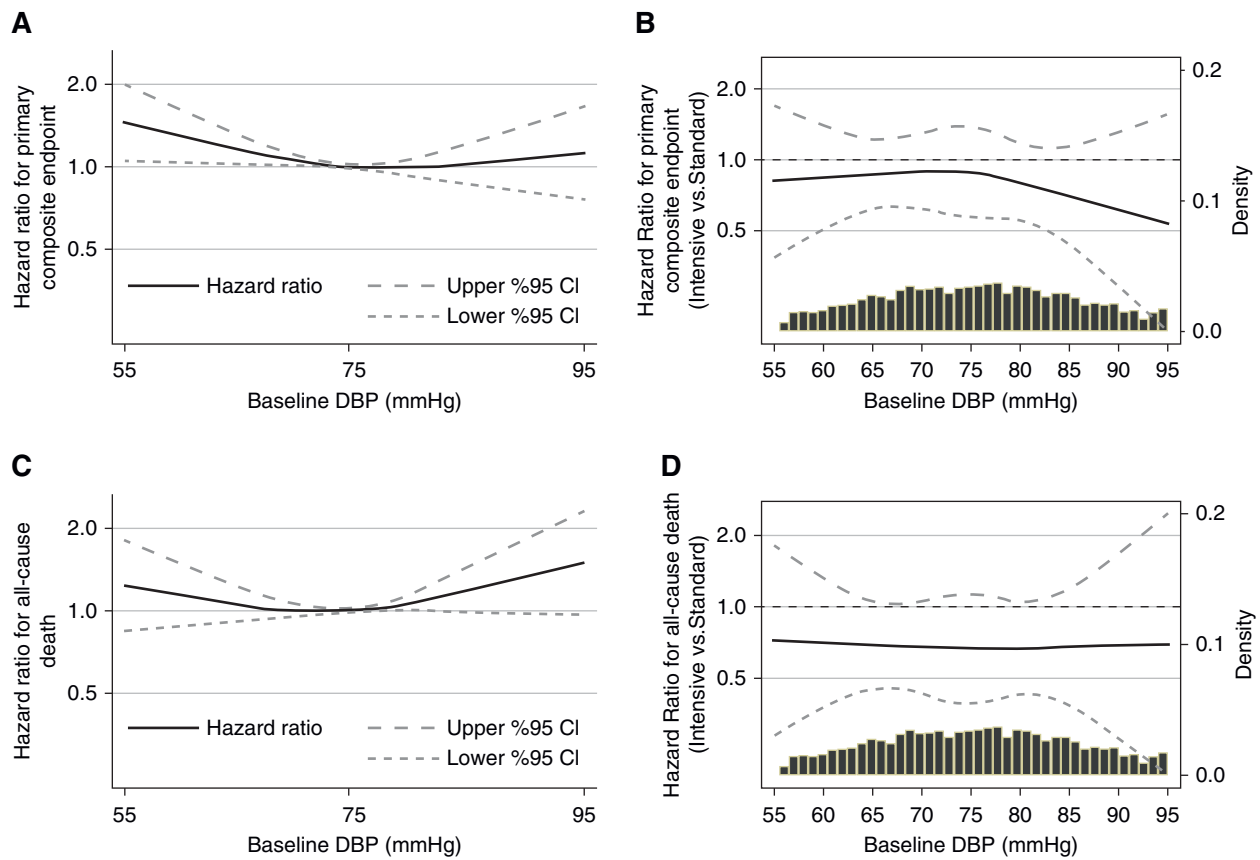 A
Hazard ratio for primary
composite endpoint
2.0
1.0
0.5
Hazard ratio
Upper %95 CI
Lower %95 CI
55
75
95
Baseline DBP (mmHg)
B
Hazard Ratio for primary
composite endpoint
(Intensive vs.Standard)
2.0
1.0
0.5
0.2
0.1
0.0
Density
55 60 65 70 75 80 85 90 95
Baseline DBP (mmHg)
C
Hazard ratio for all-cause
death
2.0
1.0
0.5
Hazard ratio
Upper %95 CI
Lower %95 CI
55
75
95
Baseline DBP (mmHg)
D
Hazard Ratio for all-cause death
(Intensive vs.Standard)
2.0
1.0
0.5
0.2
0.1
0.0
Density
55 60 65 70 75 80 85 90 95
Baseline DBP (mmHg)